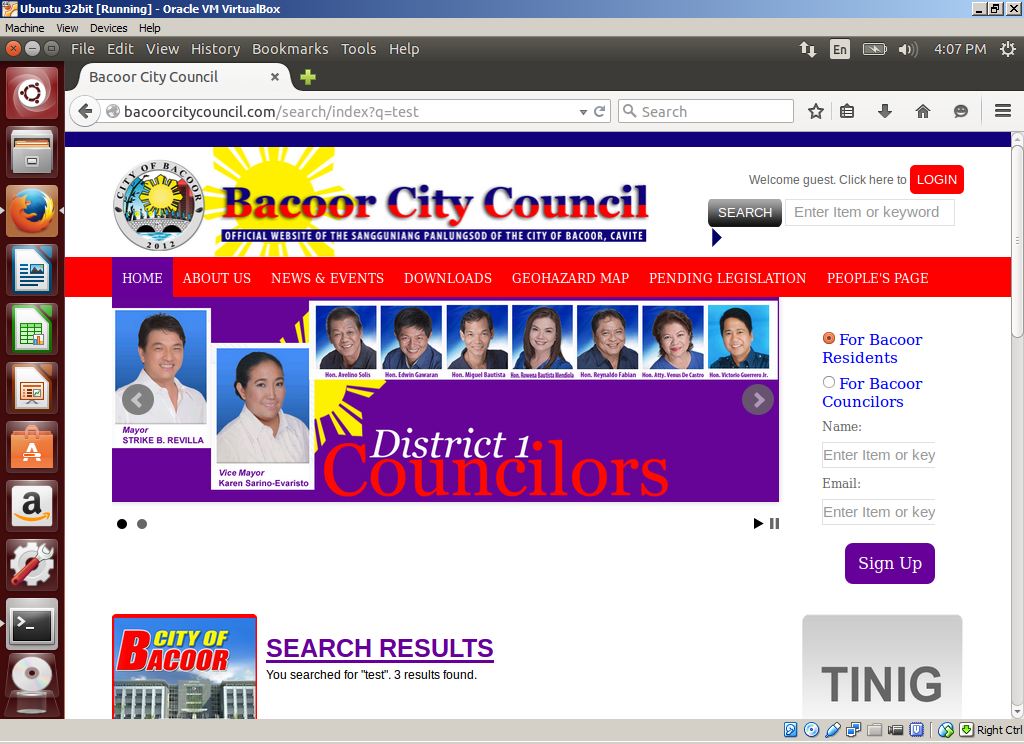 Ubuntu 32bit [Running] - Oracle VM VirtualBox
Machine View Devices Help
File Edit View History Bookmarks Tools Help
En
4:07 PM
Bacoor City Council
bacoorcitycouncil.com/search/index?q=test
Search
CITY OF BACOOR
2012
Bacoor City Council
OFFICIAL WEBSITE OF THE SANGGUNIANG PANLUNGSOD OF THE CITY OF BACOOR, CAVITE
Welcome guest. Click here to LOGIN
SEARCH Enter Item or keyword
HOME ABOUT US NEWS & EVENTS DOWNLOADS GEOHAZARD MAP PENDING LEGISLATION PEOPLE'S PAGE
Mayor
STRIKE B. REVILLA
Vice Mayor
Karen Sarino-Evaristo
Hon. Avelino Solis Hon. Edwin Gawaran Hon. Miguel Bautista Hon. Rowena Bautista Mendiola Hon. Reynaldo Fabian Hon. Atty. Venus De Castro Hon. Victorio Guerrero Jr.
District 1
Councilors
For Bacoor
Residents
For Bacoor
Councilors
Name:
Enter Item or key
Email:
Enter Item or key
Sign Up
CITY OF
BACOOR
SEARCH RESULTS
You searched for "test". 3 results found.
TINIG
Right Ctrl